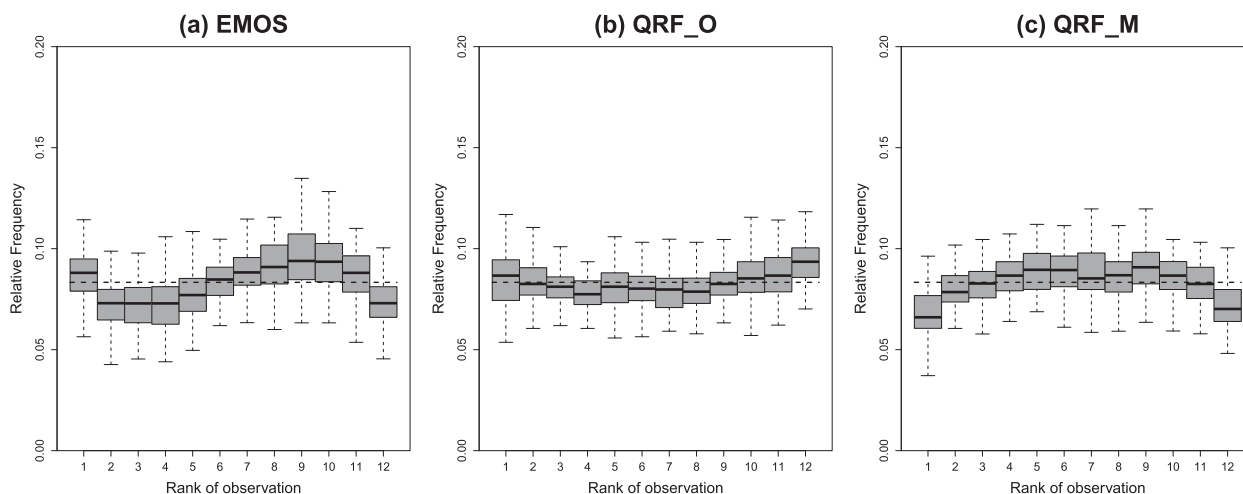 (a) EMOS
(b) QRF_O
(c) QRF_M
Relative Frequency
0.20
0.15
0.10
0.05
0.00
1 2 3 4 5 6 7 8 9 10 11 12
Rank of observation
Relative Frequency
0.20
0.15
0.10
0.05
0.00
1 2 3 4 5 6 7 8 9 10 11 12
Rank of observation
Relative Frequency
0.20
0.15
0.10
0.05
0.00
1 2 3 4 5 6 7 8 9 10 11 12
Rank of observation